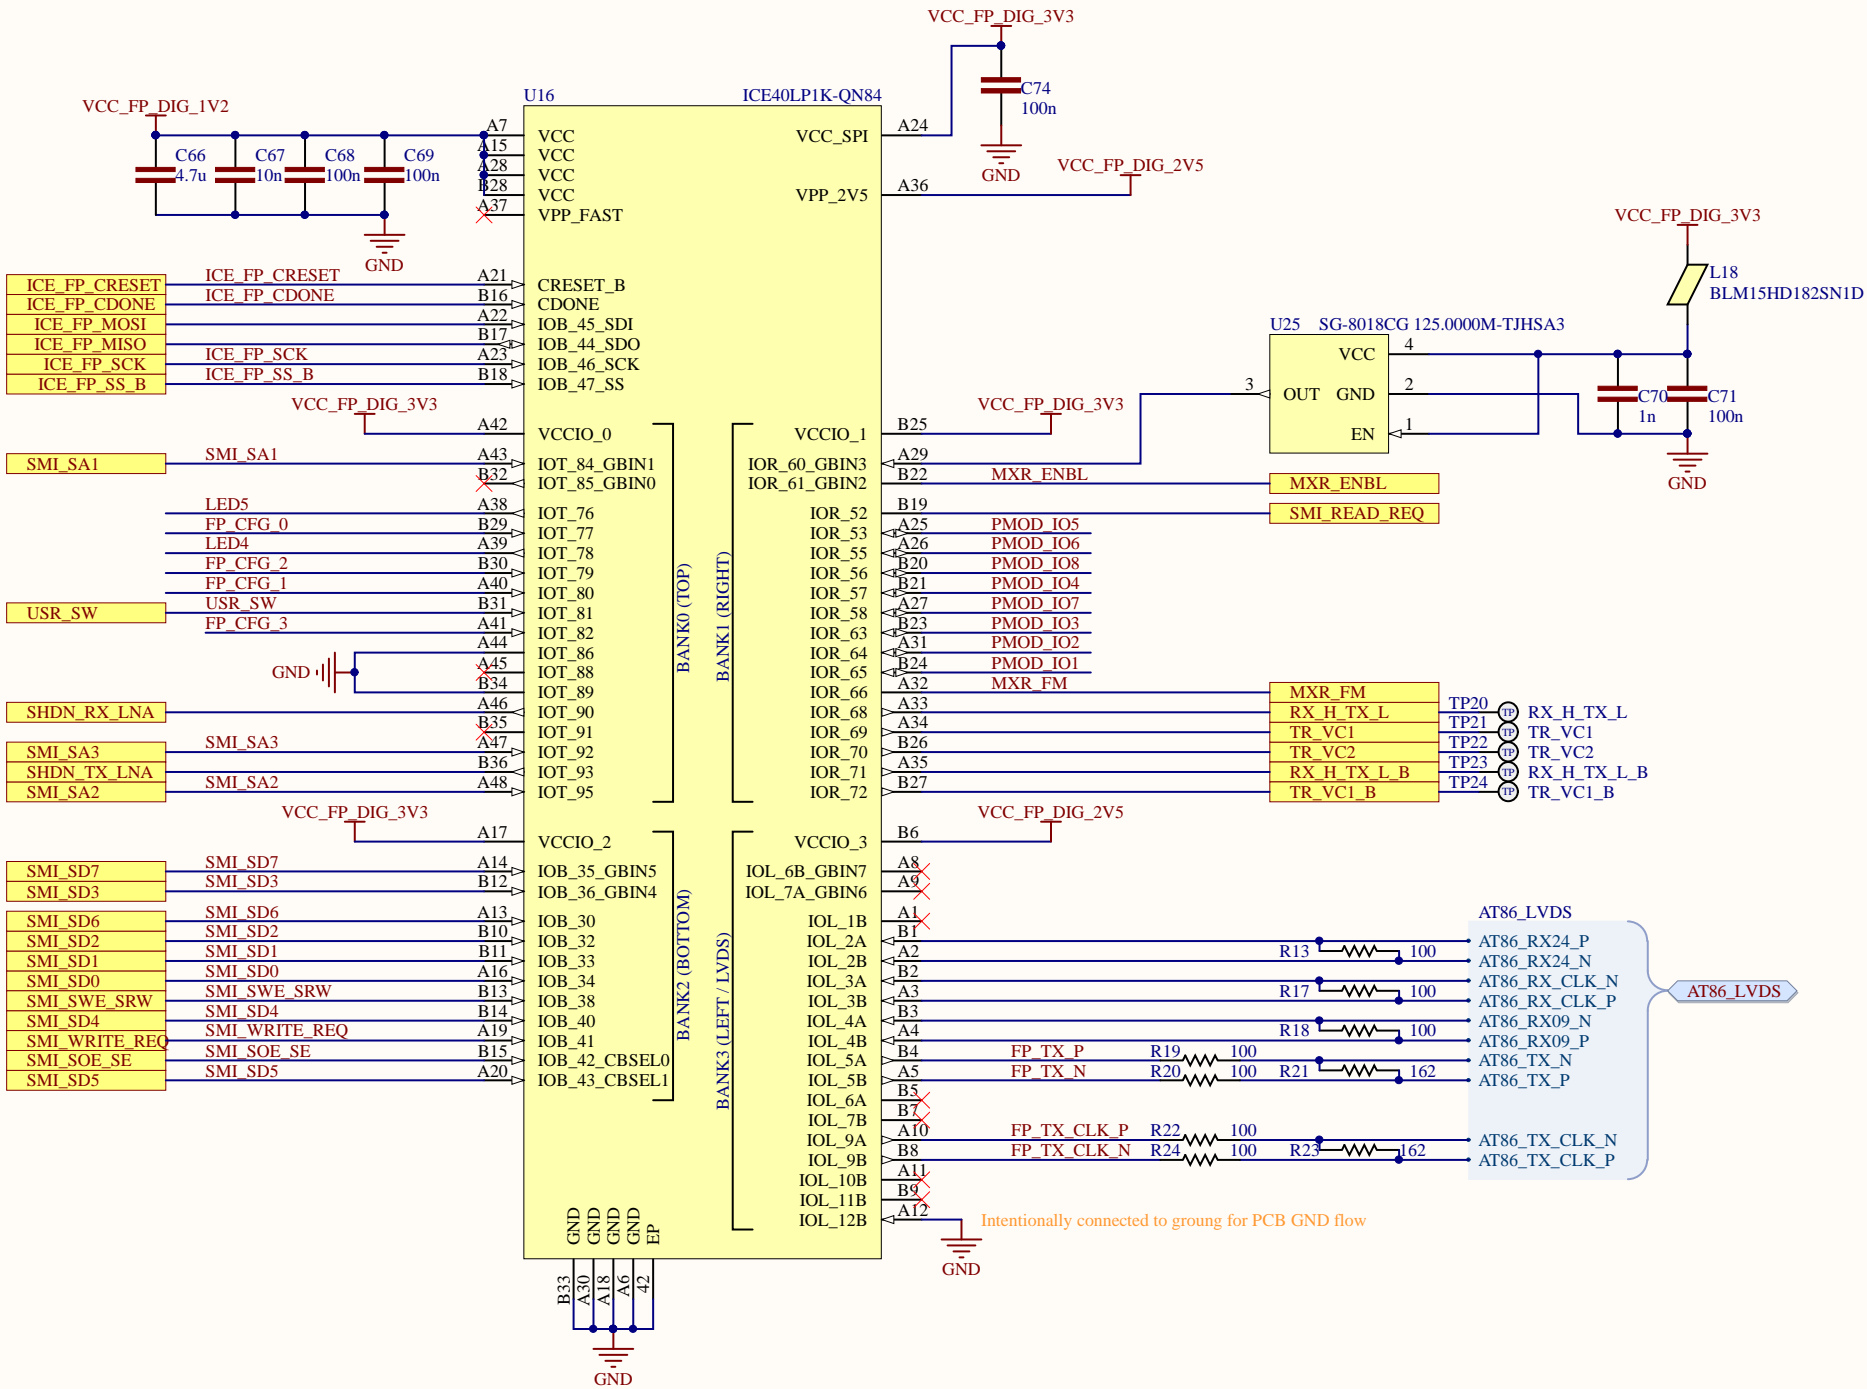 VCC_FP_DIG_3V3
C74
100n
GND
VCC_FP_DIG_1V2
C66 4.7u
C67 10n
C68 100n
C69 100n
GND
U16 ICE40LP1K-QN84
A7 VCC
A15 VCC
A28 VCC
B28 VCC
A37 VPP_FAST
VCC_SPI A24
VPP_2V5 A36
VCC_FP_DIG_2V5
ICE_FP_CRESET ICE_FP_CRESET A21 CRESET_B
ICE_FP_CDONE ICE_FP_CDONE B16 CDONE
ICE_FP_MOSI A22 IOB_45_SDI
ICE_FP_MISO B17 IOB_44_SDO
ICE_FP_SCK ICE_FP_SCK A23 IOB_46_SCK
ICE_FP_SS_B ICE_FP_SS_B B18 IOB_47_SS
VCC_FP_DIG_3V3
A42 VCCIO_0
SMI_SA1 SMI_SA1 A43 IOT_84_GBIN1
B32 IOT_85_GBIN0
LED5 A38 IOT_76
FP_CFG_0 B29 IOT_77
LED4 A39 IOT_78
FP_CFG_2 B30 IOT_79
FP_CFG_1 A40 IOT_80
USR_SW USR_SW B31 IOT_81
FP_CFG_3 A41 IOT_82
A44 IOT_86
GND A45 IOT_88
B34 IOT_89
SHDN_RX_LNA A46 IOT_90
B35 IOT_91
SMI_SA3 SMI_SA3 A47 IOT_92
SHDN_TX_LNA B36 IOT_93
SMI_SA2 SMI_SA2 A48 IOT_95
BANK0 (TOP)
VCC_FP_DIG_3V3
A17 VCCIO_2
SMI_SD7 SMI_SD7 A14 IOB_35_GBIN5
SMI_SD3 SMI_SD3 B12 IOB_36_GBIN4
SMI_SD6 SMI_SD6 A13 IOB_30
SMI_SD2 SMI_SD2 B10 IOB_32
SMI_SD1 SMI_SD1 B11 IOB_33
SMI_SD0 SMI_SD0 A16 IOB_34
SMI_SWE_SRW SMI_SWE_SRW B13 IOB_38
SMI_SD4 SMI_SD4 B14 IOB_40
SMI_WRITE_REQ SMI_WRITE_REQ A19 IOB_41
SMI_SOE_SE SMI_SOE_SE B15 IOB_42_CBSEL0
SMI_SD5 SMI_SD5 A20 IOB_43_CBSEL1
BANK2 (BOTTOM)
GND GND GND GND EP
B33 A30 A18 A6 42
GND
VCC_FP_DIG_3V3
L18
BLM15HD182SN1D
U25 SG-8018CG 125.0000M-TJHSA3
VCC 4
3 OUT GND 2
EN 1
C70 1n
C71 100n
GND
VCC_FP_DIG_3V3
VCCIO_1 B25
IOR_60_GBIN3 A29
IOR_61_GBIN2 B22 MXR_ENBL MXR_ENBL
IOR_52 B19 SMI_READ_REQ
IOR_53 A25 PMOD_IO5
IOR_55 A26 PMOD_IO6
IOR_56 B20 PMOD_IO8
IOR_57 B21 PMOD_IO4
IOR_58 A27 PMOD_IO7
IOR_63 B23 PMOD_IO3
IOR_64 A31 PMOD_IO2
IOR_65 B24 PMOD_IO1
IOR_66 A32 MXR_FM MXR_FM
IOR_68 A33 RX_H_TX_L TP20 TP RX_H_TX_L
IOR_69 A34 TR_VC1 TP21 TP TR_VC1
IOR_70 B26 TR_VC2 TP22 TP TR_VC2
IOR_71 A35 RX_H_TX_L_B TP23 TP RX_H_TX_L_B
IOR_72 B27 TR_VC1_B TP24 TP TR_VC1_B
BANK1 (RIGHT)
VCC_FP_DIG_2V5
VCCIO_3 B6
IOL_6B_GBIN7 A8
IOL_7A_GBIN6 A9
IOL_1B A1
AT86_LVDS
IOL_2A B1 AT86_RX24_P
R13 100
IOL_2B A2 AT86_RX24_N
IOL_3A B2 AT86_RX_CLK_N
R17 100
IOL_3B A3 AT86_RX_CLK_P
IOL_4A B3 AT86_RX09_N
R18 100
IOL_4B A4 AT86_RX09_P
IOL_5A B4 FP_TX_P R19 100 AT86_TX_N
IOL_5B A5 FP_TX_N R20 100 R21 162 AT86_TX_P
IOL_6A B5
IOL_7B B7
IOL_9A A10 FP_TX_CLK_P R22 100 AT86_TX_CLK_N
IOL_9B B8 FP_TX_CLK_N R24 100 R23 162 AT86_TX_CLK_P
IOL_10B A11
IOL_11B B9
IOL_12B A12
BANK3 (LEFT / LVDS)
AT86_LVDS
Intentionally connected to groung for PCB GND flow
GND